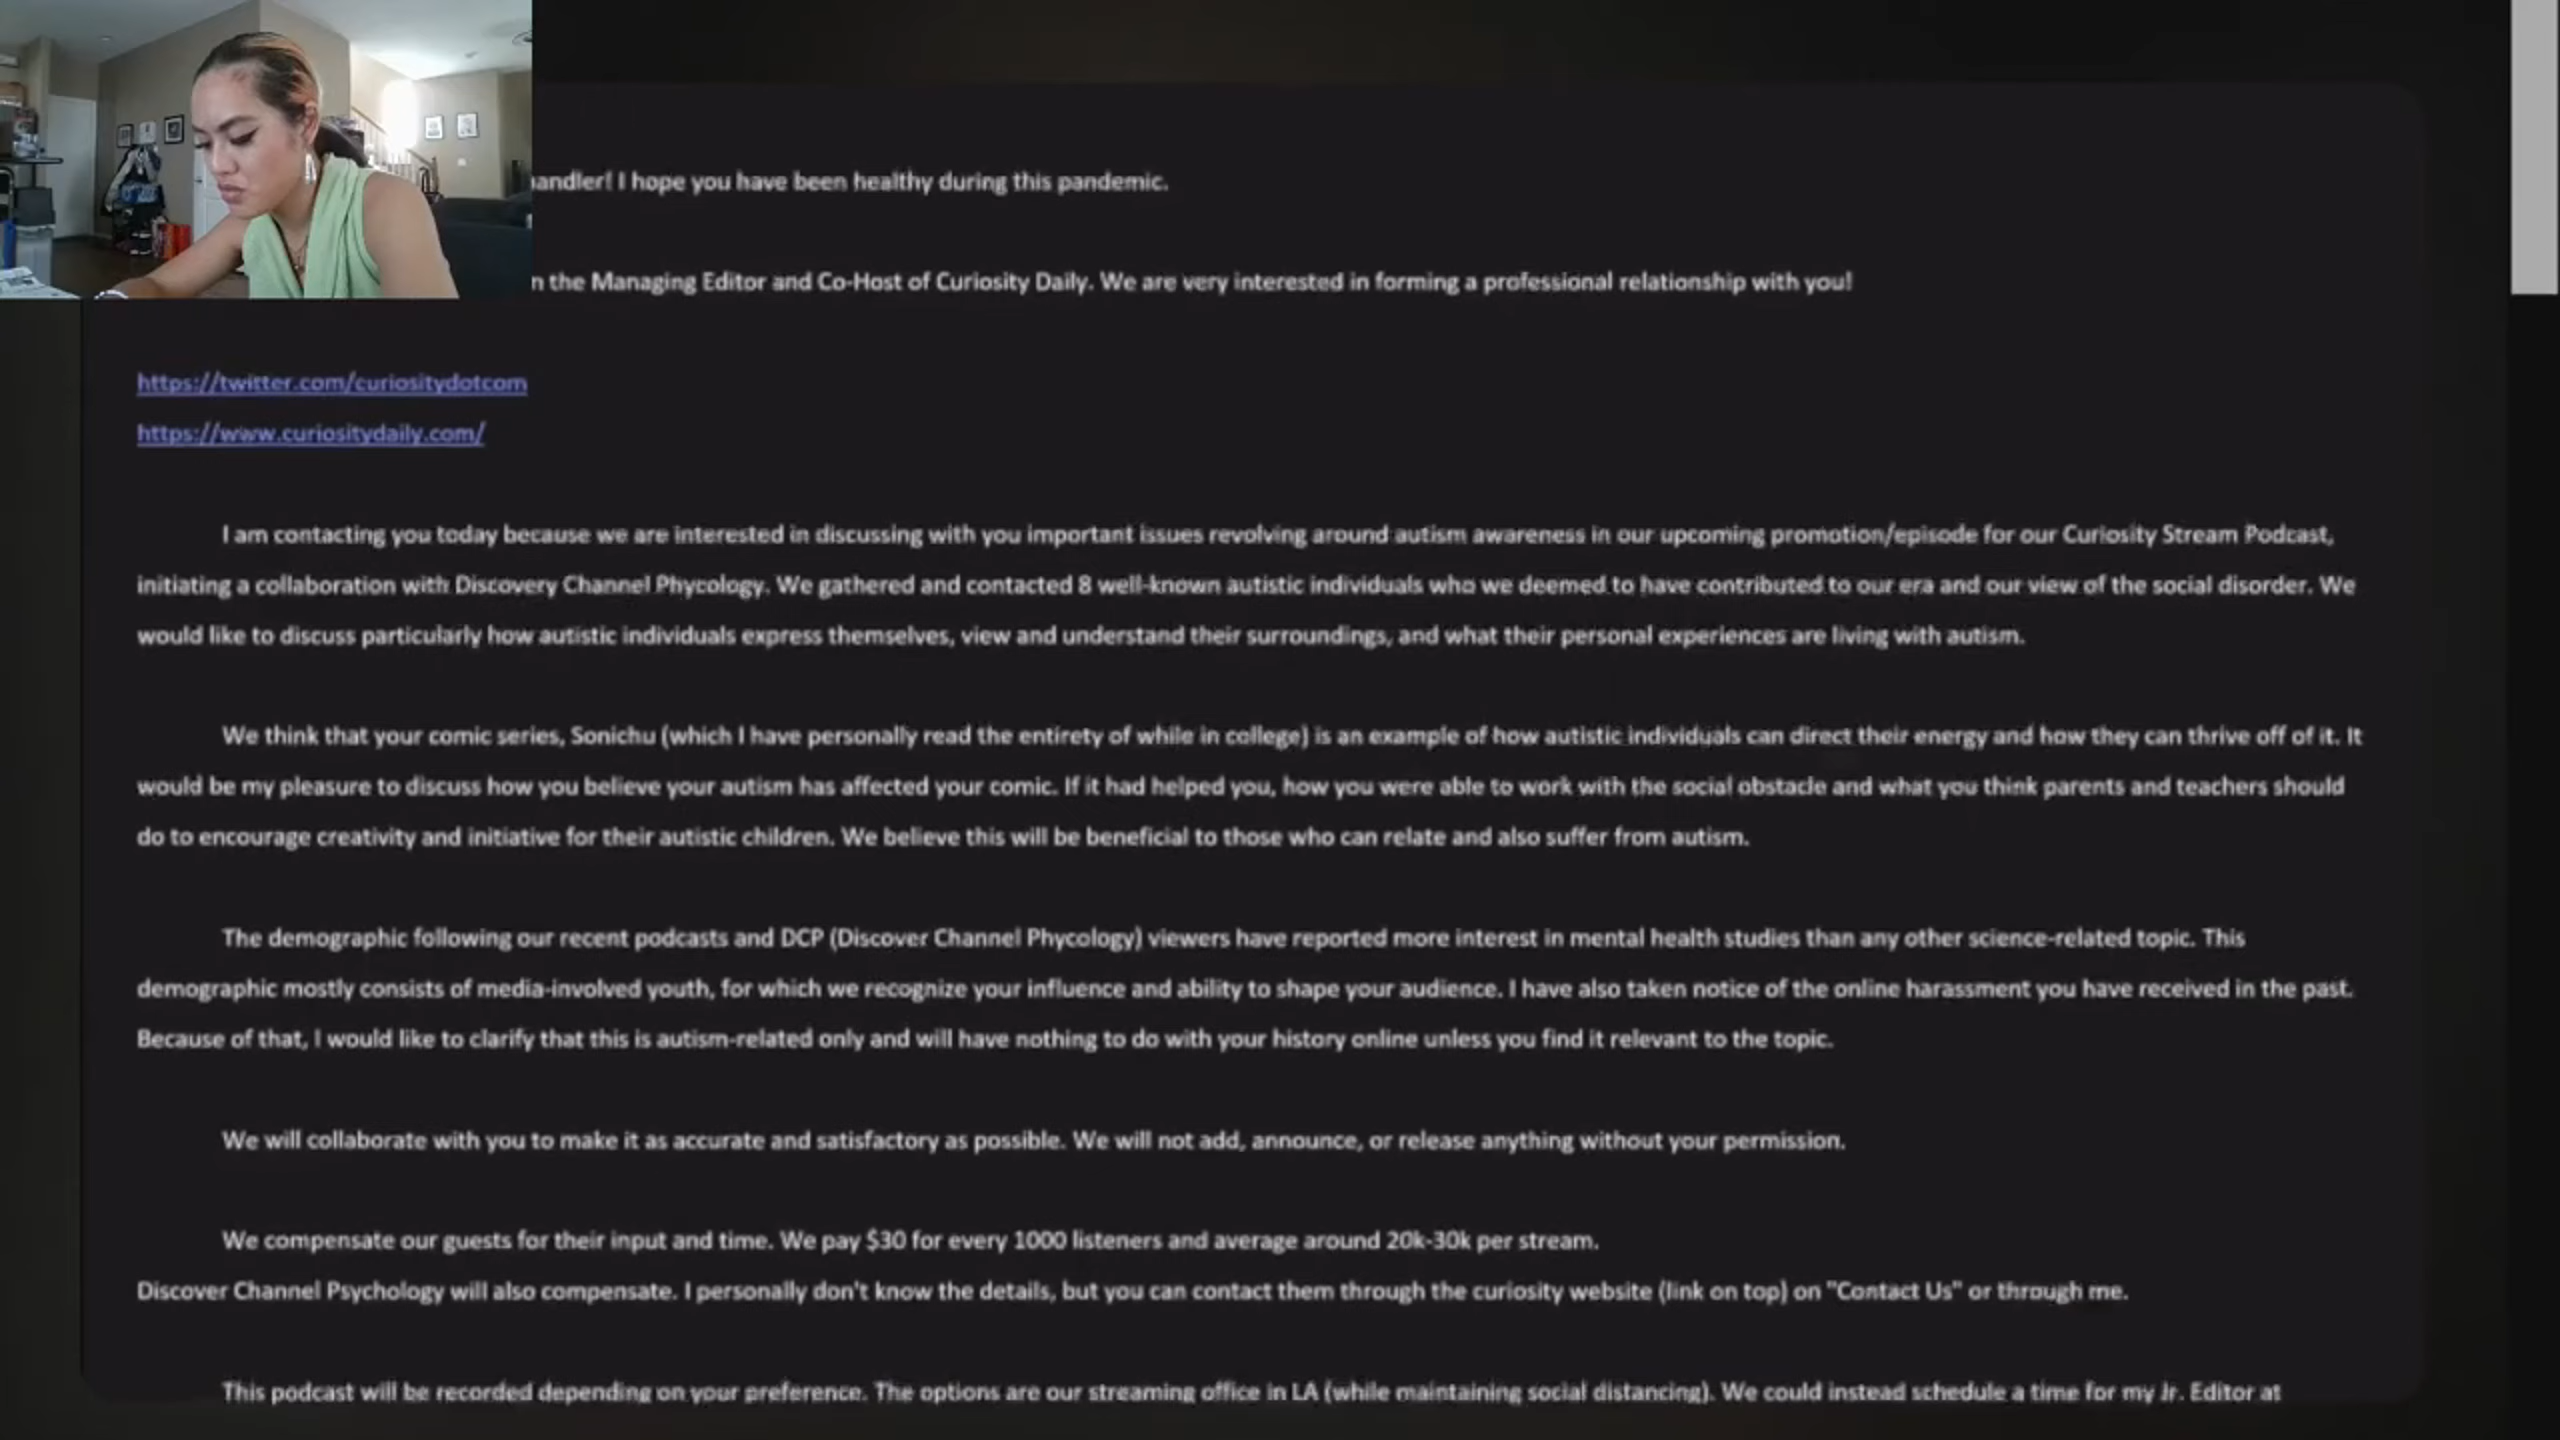 handler! I hope you have been healthy during this pandemic.
the Managing Editor and Co-Host of Curiosity Daily. We are very interested in forming a professional relationship with you!
https://twitter.com/curiositydotcom
https://www.curiositydaily.com/
I am contacting you today because we are interested in discussing with you important issues revolving around autism awareness in our upcoming promotion/episode for our Curiosity Stream Podcast,
initiating a collaboration with Discovery Channel Phycology. We gathered and contacted 8 well-known autistic individuals who we deemed to have contributed to our era and our view of the social disorder. We
would like to discuss particularly how autistic individuals express themselves, view and understand their surroundings, and what their personal experiences are living with autism.
We think that your comic series, Sonichu (which I have personally read the entirety of while in college) is an example of how autistic individuals can direct their energy and how they can thrive off of it. It
would be my pleasure to discuss how you believe your autism has affected your comic. If it had helped you, how you were able to work with the social obstacle and what you think parents and teachers should
do to encourage creativity and initiative for their autistic children. We believe this will be beneficial to those who can relate and also suffer from autism.
The demographic following our recent podcasts and DCP (Discover Channel Phycology) viewers have reported more interest in mental health studies than any other science-related topic. This
demographic mostly consists of media-involved youth, for which we recognize your influence and ability to shape your audience. I have also taken notice of the online harassment you have received in the past.
Because of that, I would like to clarify that this is autism-related only and will have nothing to do with your history online unless you find it relevant to the topic.
We will collaborate with you to make it as accurate and satisfactory as possible. We will not add, announce, or release anything without your permission.
We compensate our guests for their input and time. We pay $30 for every 1000 listeners and average around 20k-30k per stream.
Discover Channel Psychology will also compensate. I personally don't know the details, but you can contact them through the curiosity website (link on top) on "Contact Us" or through me.
This podcast will be recorded depending on your preference. The options are our streaming office in LA (while maintaining social distancing). We could instead schedule a time for my Jr. Editor at